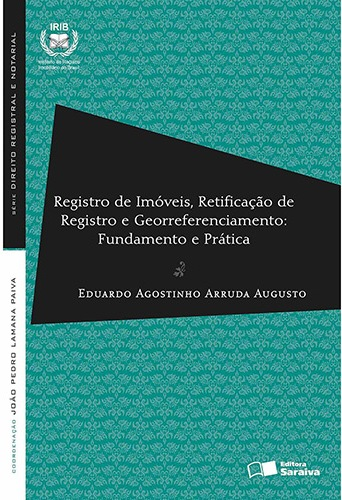 IRIB
Instituto de Registro
Imobiliário do Brasil
SÉRIE DIREITO REGISTRAL E NOTARIAL
COORDENAÇÃO JOÃO PEDRO LAMANA PAIVA
Registro de Imóveis, Retificação de
Registro e Georreferenciamento:
Fundamento e Prática
EDUARDO AGOSTINHO ARRUDA AUGUSTO
Editora
Saraiva